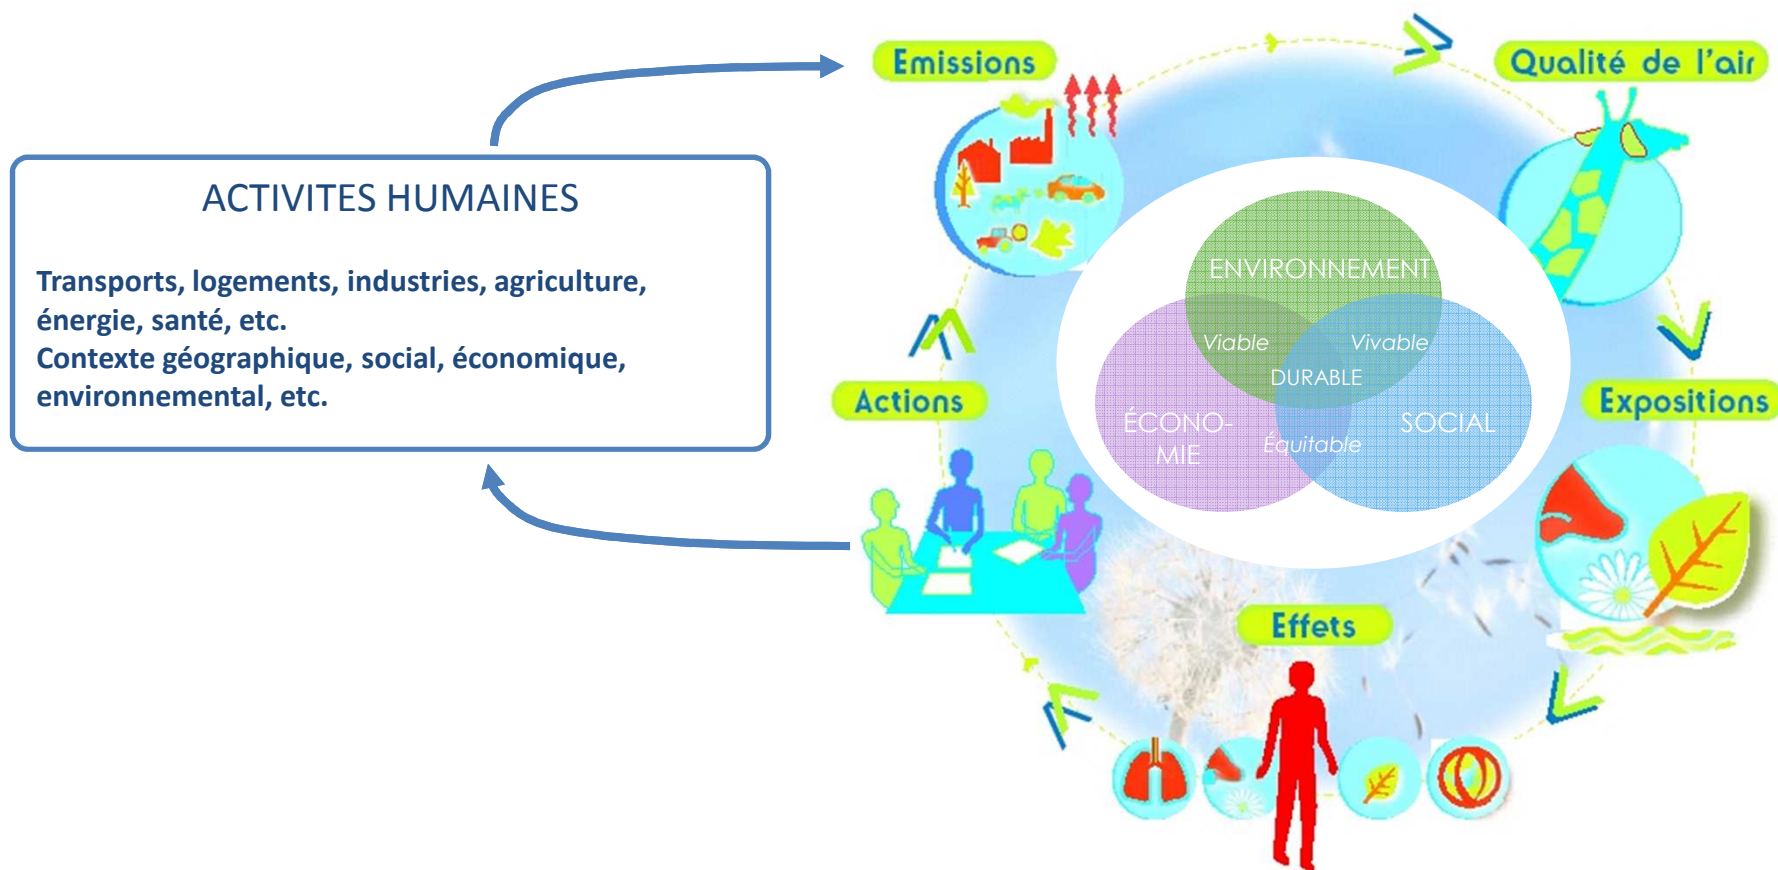 ACTIVITES HUMAINES
Transports, logements, industries, agriculture,
énergie, santé, etc.
Contexte géographique, social, économique,
environnemental, etc.
Emissions
Qualité de l'air
Expositions
Effets
Actions
ENVIRONNEMENT
Viable
Vivable
DURABLE
ÉCONO-
MIE
Équitable
SOCIAL